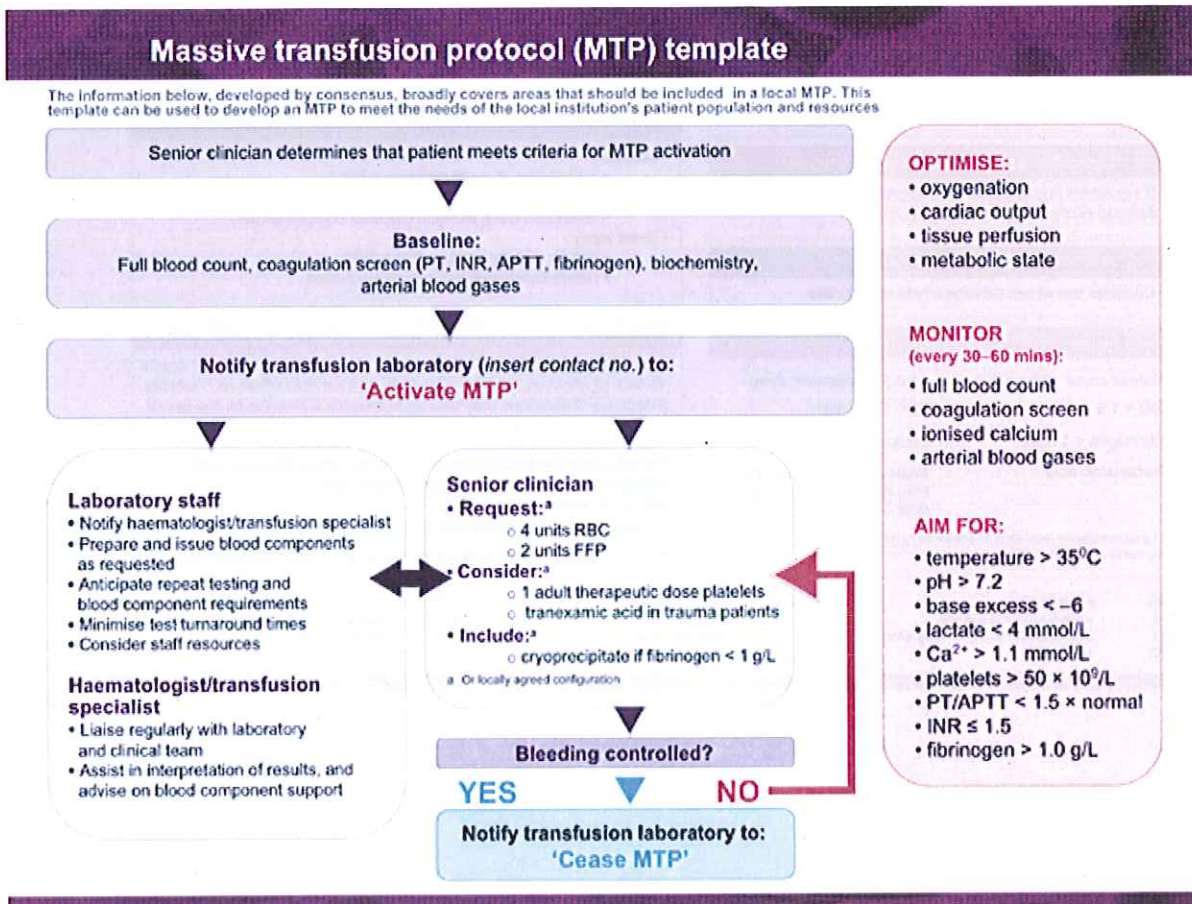 Massive transfusion protocol (MTP) template
The information below, developed by consensus, broadly covers areas that should be included in a local MTP. This
template can be used to develop an MTP to meet the needs of the local institution's patient population and resources
Senior clinician determines that patient meets criteria for MTP activation
Baseline:
Full blood count, coagulation screen (PT, INR, APTT, fibrinogen), biochemistry,
arterial blood gases
Notify transfusion laboratory (insert contact no.) to:
'Activate MTP'
Laboratory staff
• Notify haematologist/transfusion specialist
• Prepare and issue blood components
as requested
• Anticipate repeat testing and
blood component requirements
• Minimise test turnaround times
• Consider staff resources
Haematologist/transfusion
specialist
• Liaise regularly with laboratory
and clinical team
• Assist in interpretation of results, and
advise on blood component support
Senior clinician
• Request:ᵃ
o 4 units RBC
o 2 units FFP
• Consider:ᵃ
o 1 adult therapeutic dose platelets
o tranexamic acid in trauma patients
• Include:ᵃ
o cryoprecipitate if fibrinogen < 1 g/L
a Or locally agreed configuration
Bleeding controlled?
YES NO
Notify transfusion laboratory to:
'Cease MTP'
OPTIMISE:
• oxygenation
• cardiac output
• tissue perfusion
• metabolic state
MONITOR
(every 30–60 mins):
• full blood count
• coagulation screen
• ionised calcium
• arterial blood gases
AIM FOR:
• temperature > 35⁰C
• pH > 7.2
• base excess < –6
• lactate < 4 mmol/L
• Ca²⁺ > 1.1 mmol/L
• platelets > 50 × 10⁹/L
• PT/APTT < 1.5 × normal
• INR ≤ 1.5
• fibrinogen > 1.0 g/L